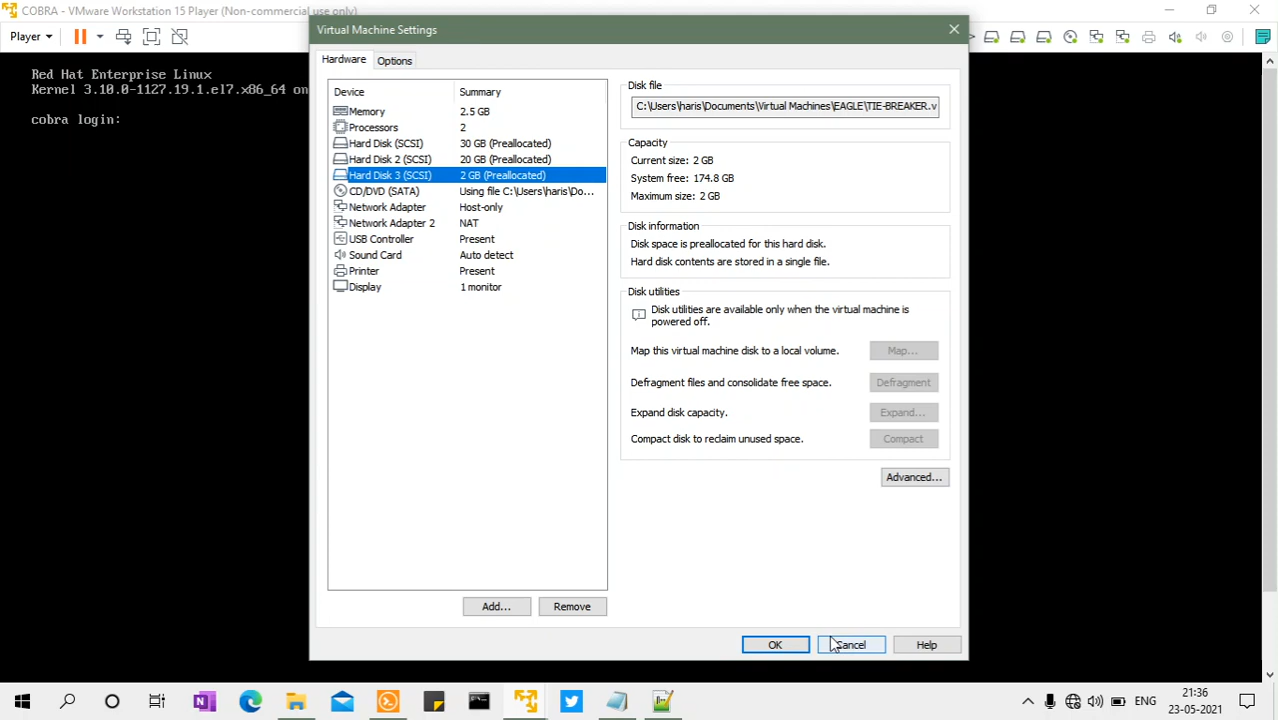 COBRA - VMware Workstation 15 Player (Non-commercial use only)
Player
Virtual Machine Settings
Hardware
Options
Red Hat Enterprise Linux
Kernel 3.10.0-1127.19.1.el7.x86_64 on
cobra login:
Device Summary
Memory 2.5 GB
Processors 2
Hard Disk (SCSI) 30 GB (Preallocated)
Hard Disk 2 (SCSI) 20 GB (Preallocated)
Hard Disk 3 (SCSI) 2 GB (Preallocated)
CD/DVD (SATA) Using file C:\Users\haris\Do...
Network Adapter Host-only
Network Adapter 2 NAT
USB Controller Present
Sound Card Auto detect
Printer Present
Display 1 monitor
Add...
Remove
Disk file
C:\Users\haris\Documents\Virtual Machines\EAGLE\TIE-BREAKER.v
Capacity
Current size: 2 GB
System free: 174.8 GB
Maximum size: 2 GB
Disk information
Disk space is preallocated for this hard disk.
Hard disk contents are stored in a single file.
Disk utilities
Disk utilities are available only when the virtual machine is
powered off.
Map this virtual machine disk to a local volume. Map...
Defragment files and consolidate free space. Defragment
Expand disk capacity. Expand...
Compact disk to reclaim unused space. Compact
Advanced...
OK
Cancel
Help
ENG
21:36
23-05-2021